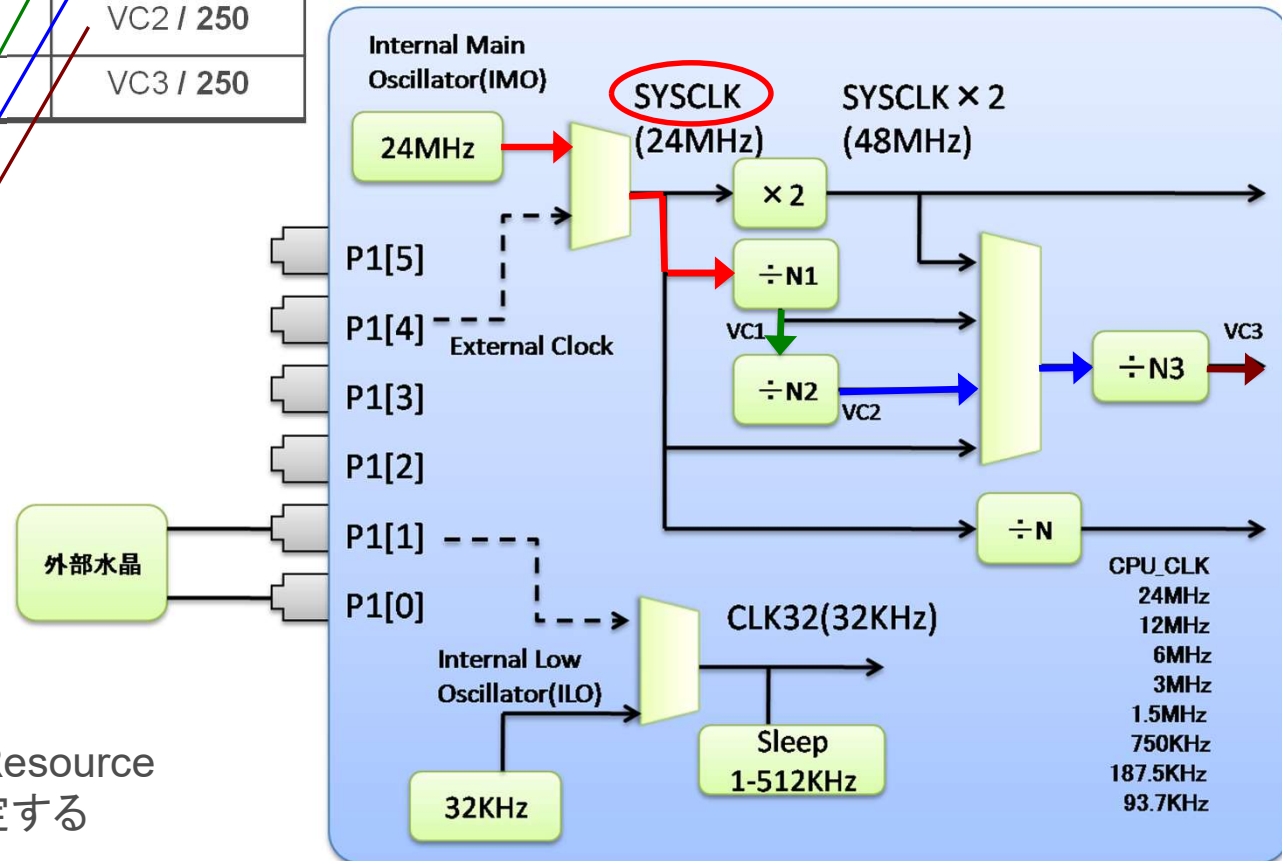 VC2 / 250
VC3 / 250
Internal Main
Oscillator(IMO)
24MHz
SYSCLK
(24MHz)
SYSCLK × 2
(48MHz)
×2
÷N1
VC1
÷N2
VC2
÷N3
VC3
P1[5]
P1[4]
External Clock
P1[3]
P1[2]
P1[1]
P1[0]
外部水晶
÷N
CPU_CLK
24MHz
12MHz
6MHz
3MHz
1.5MHz
750KHz
187.5KHz
93.7KHz
CLK32(32KHz)
Internal Low
Oscillator(ILO)
32KHz
Sleep
1-512KHz
Resource
する